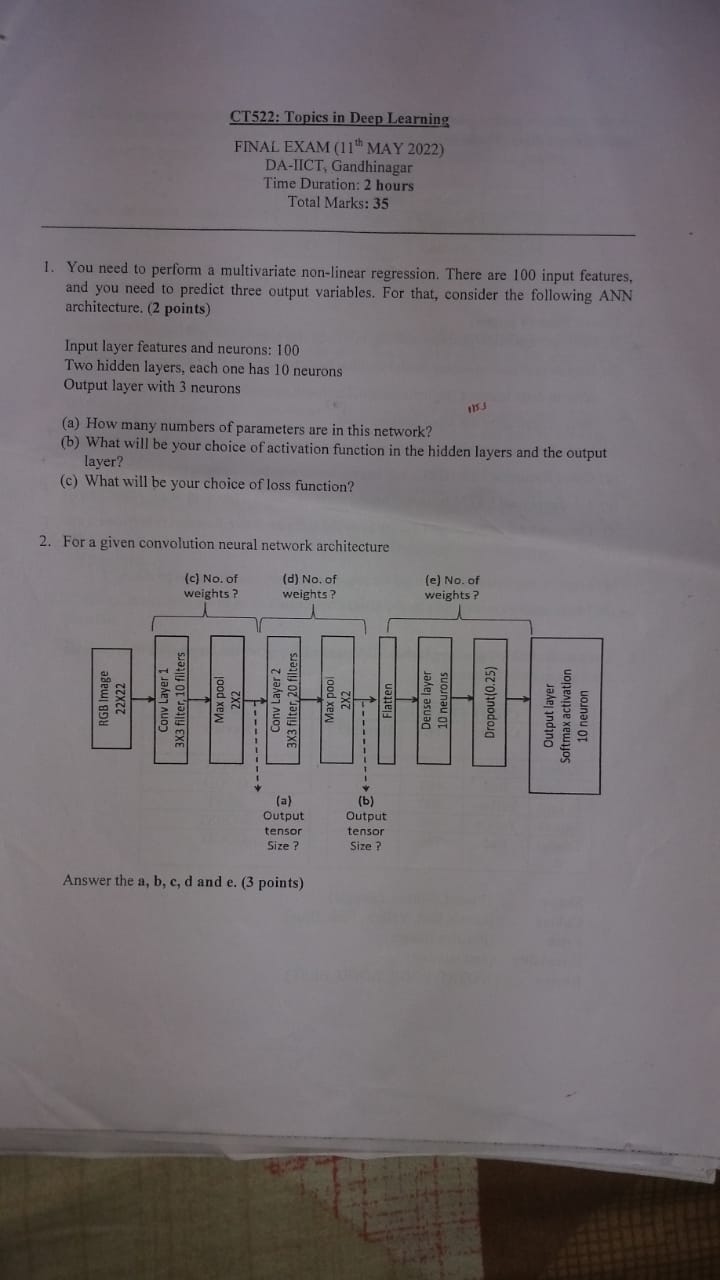 CT522: Topics in Deep Learning
FINAL EXAM (11th MAY 2022)
DA-IICT, Gandhinagar
Time Duration: 2 hours
Total Marks: 35
1. You need to perform a multivariate non-linear regression. There are 100 input features,
and you need to predict three output variables. For that, consider the following ANN
architecture. (2 points)
Input layer features and neurons: 100
Two hidden layers, each one has 10 neurons
Output layer with 3 neurons
(a) How many numbers of parameters are in this network?
(b) What will be your choice of activation function in the hidden layers and the output
layer?
(c) What will be your choice of loss function?
2. For a given convolution neural network architecture
(c) No. of
weights ?
(d) No. of
weights ?
(e) No. of
weights ?
RGB Image
22X22
Conv Layer 1
3X3 filter, 10 filters
Max pool
2X2
Conv Layer 2
3X3 filter, 20 filters
Max pool
2X2
Flatten
Dense layer
10 neurons
Dropout(0.25)
Output layer
Softmax activation
10 neuron
(a)
Output
tensor
Size ?
(b)
Output
tensor
Size ?
Answer the a, b, c, d and e. (3 points)